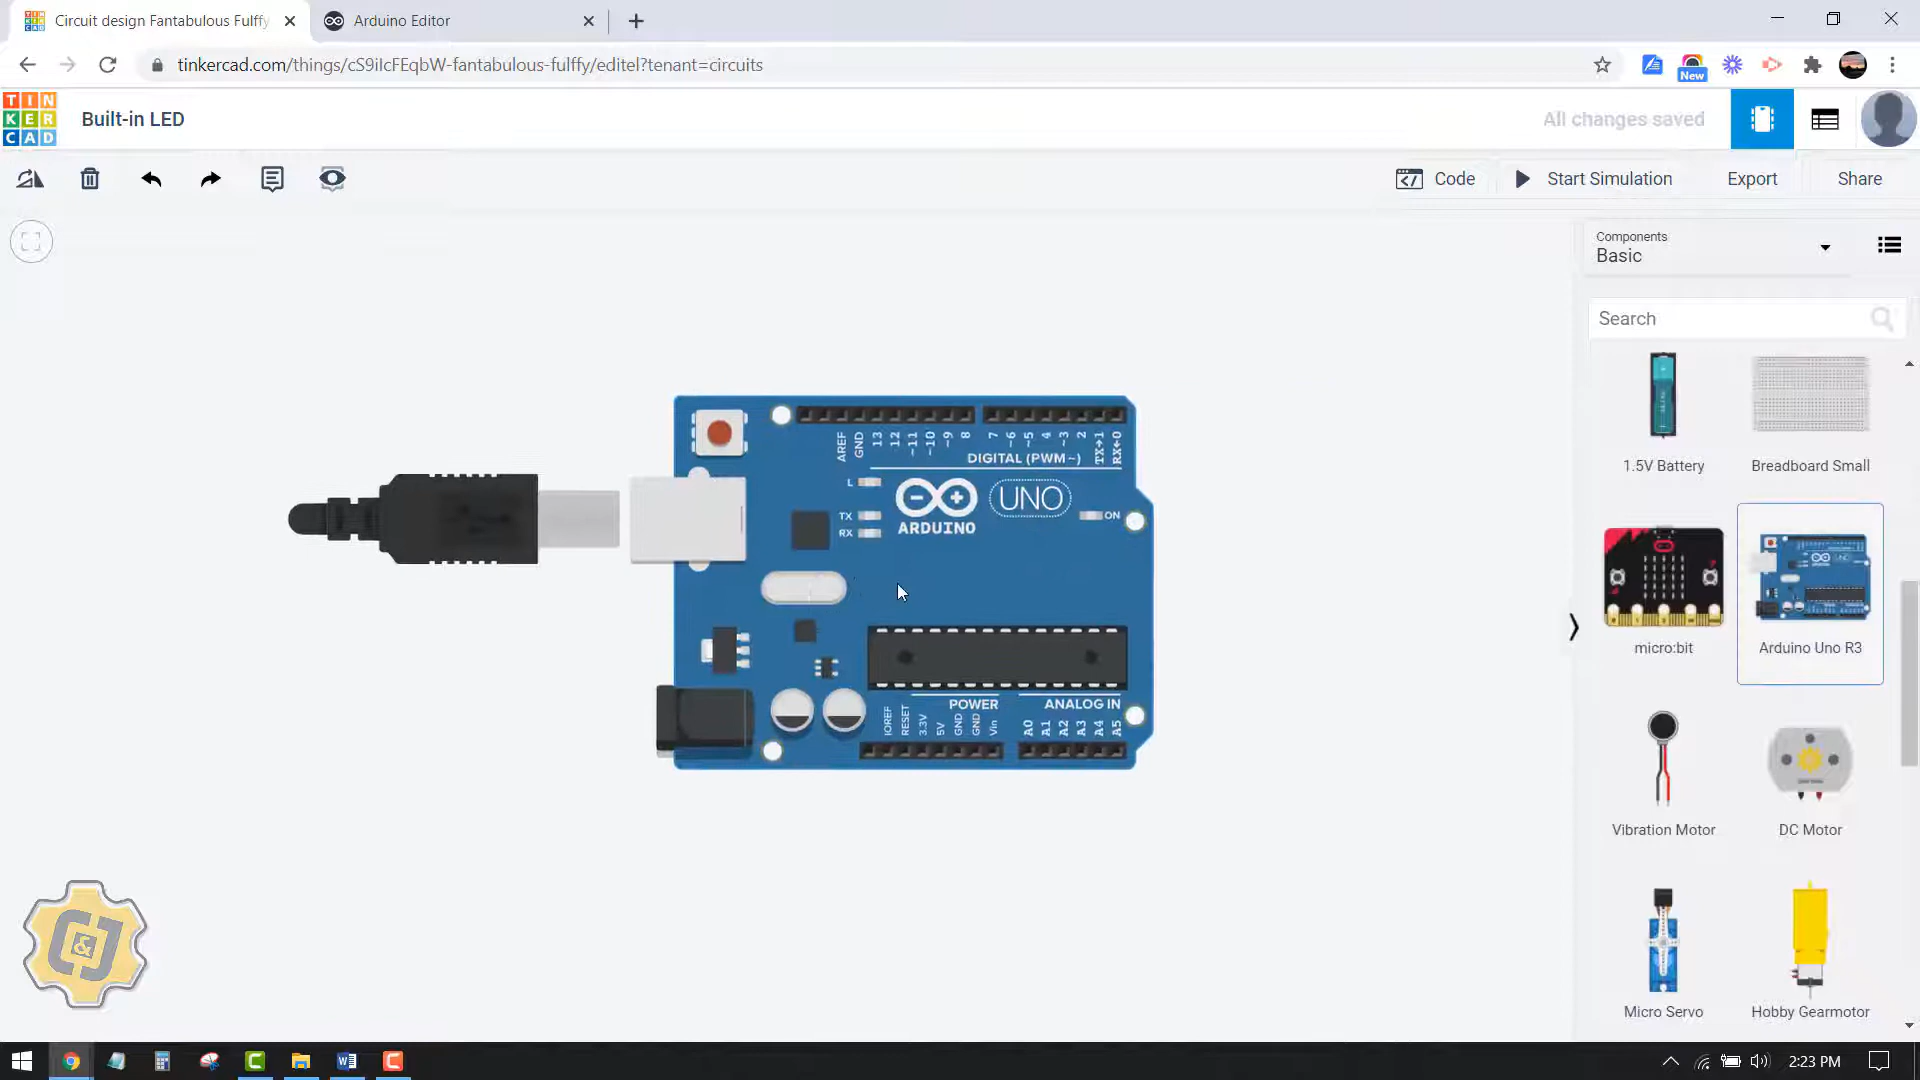 Circuit design Fantabulous Fulffy
Arduino Editor
tinkercad.com/things/cS9iIcFEqbW-fantabulous-fulffy/editel?tenant=circuits
New
TIN
KER
CAD
Built-in LED
All changes saved
Code
Start Simulation
Export
Share
Components
Basic
Search
1.5V Battery
Breadboard Small
micro:bit
Arduino Uno R3
Vibration Motor
DC Motor
Micro Servo
Hobby Gearmotor
AREF
GND
13
12
~11
~10
~9
8
7
~6
~5
4
~3
2
TX→1
RX←0
DIGITAL (PWM~)
L
TX
RX
UNO
ARDUINO
ON
POWER
ANALOG IN
IOREF
RESET
3.3V
5V
GND
GND
Vin
A0
A1
A2
A3
A4
A5
C&J
2:23 PM